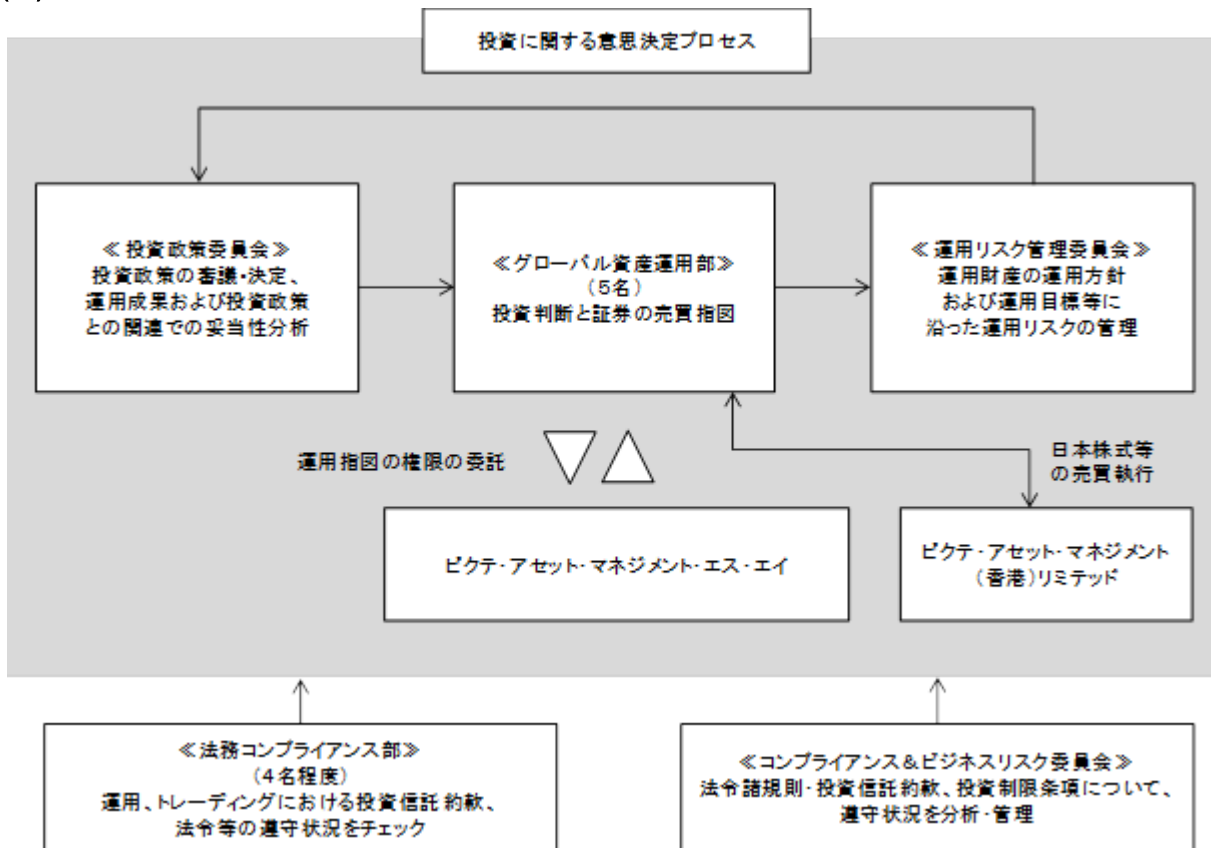 投資に関する意思決定プロセス
≪投資政策委員会≫
投資政策の審議・決定、
運用成果および投資政策
との関連での妥当性分析
≪グローバル資産運用部≫
(5名)
投資判断と証券の売買指図
≪運用リスク管理委員会≫
運用財産の運用方針
および運用目標等に
沿った運用リスクの管理
運用指図の権限の委託
日本株式等
の売買執行
ピクテ・アセット・マネジメント・エス・エイ
ピクテ・アセット・マネジメント
(香港)リミテッド
≪法務コンプライアンス部≫
(4名程度)
運用、トレーディングにおける投資信託約款、
法令等の遵守状況をチェック
≪コンプライアンス&ビジネスリスク委員会≫
法令諸規則・投資信託約款、投資制限条項について、
遵守状況を分析・管理